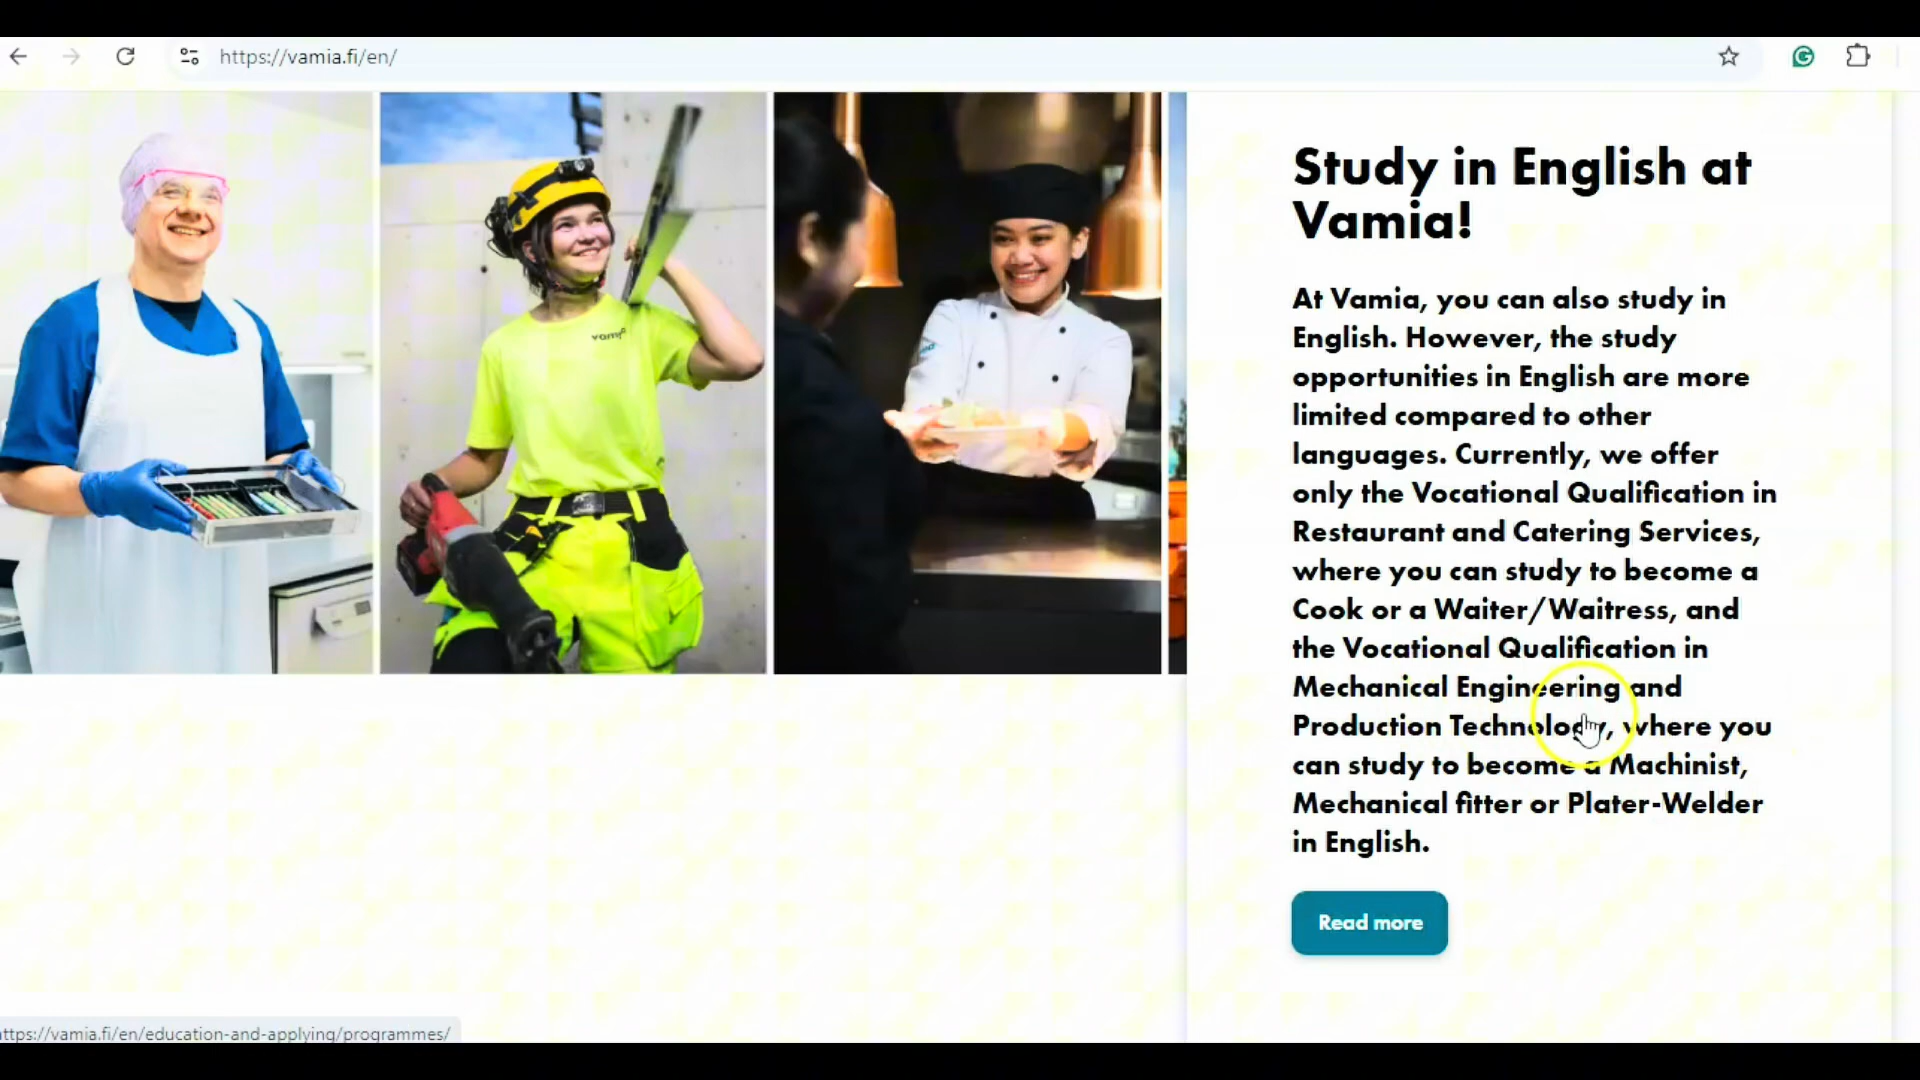 https://vamia.fi/en/
Study in English at
Vamia!
At Vamia, you can also study in
English. However, the study
opportunities in English are more
limited compared to other
languages. Currently, we offer
only the Vocational Qualification in
Restaurant and Catering Services,
where you can study to become a
Cook or a Waiter/Waitress, and
the Vocational Qualification in
Mechanical Engineering and
Production Technology, where you
can study to become a Machinist,
Mechanical fitter or Plater-Welder
in English.
Read more
ttps://vamia.fi/en/education-and-applying/programmes/